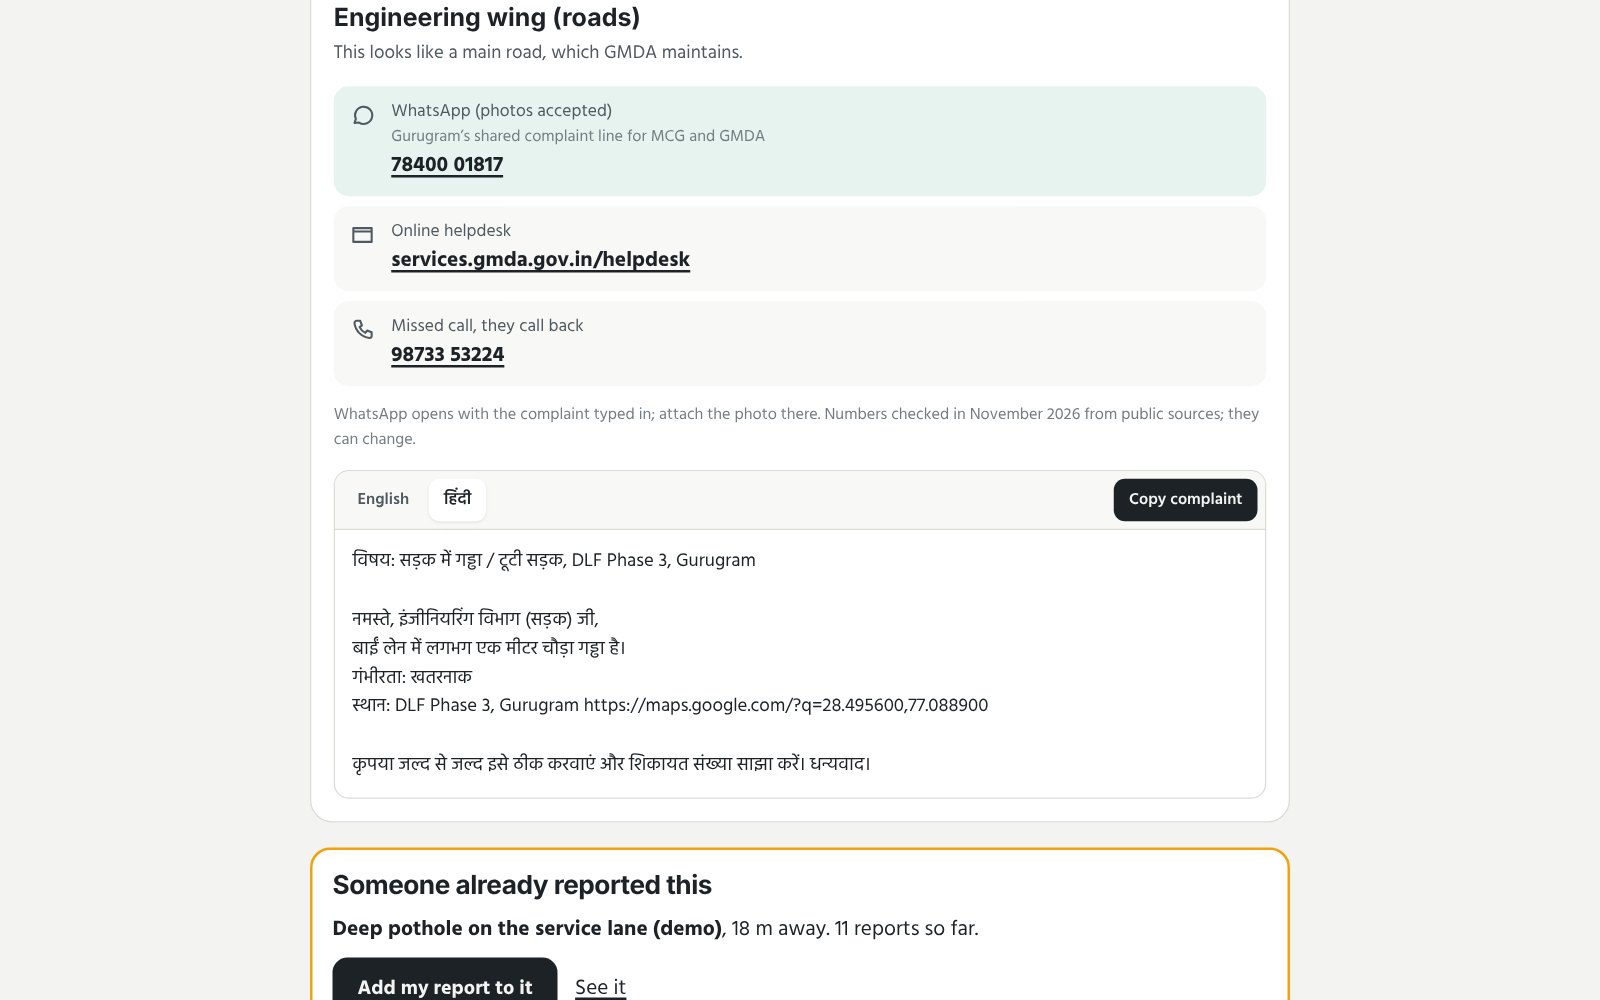 Engineering wing (roads)
This looks like a main road, which GMDA maintains.
WhatsApp (photos accepted)
Gurugram’s shared complaint line for MCG and GMDA
78400 01817
Online helpdesk
services.gmda.gov.in/helpdesk
Missed call, they call back
98733 53224
WhatsApp opens with the complaint typed in; attach the photo there. Numbers checked in November 2026 from public sources; they
can change.
English
हिंदी
Copy complaint
विषय: सड़क में गड्ढा / टूटी सड़क, DLF Phase 3, Gurugram
नमस्ते, इंजीनियरिंग विभाग (सड़क) जी,
बाईं लेन में लगभग एक मीटर चौड़ा गड्ढा है।
गंभीरता: खतरनाक
स्थान: DLF Phase 3, Gurugram https://maps.google.com/?q=28.495600,77.088900
कृपया जल्द से जल्द इसे ठीक करवाएं और शिकायत संख्या साझा करें। धन्यवाद।
Someone already reported this
Deep pothole on the service lane (demo), 18 m away. 11 reports so far.
Add my report to it
See it